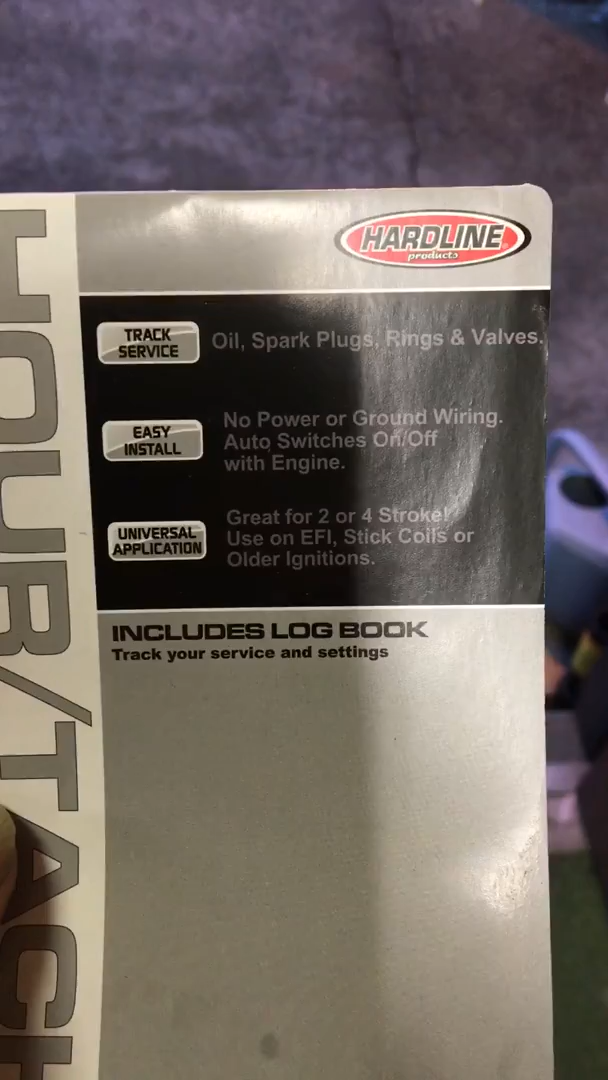 HARDLINE
products
TRACK
SERVICE
Oil, Spark Plugs, Rings & Valves.
EASY
INSTALL
No Power or Ground Wiring.
Auto Switches On/Off
with Engine.
UNIVERSAL
APPLICATION
Great for 2 or 4 Stroke!
Use on EFI, Stick Coils or
Older Ignitions.
INCLUDES LOG BOOK
Track your service and settings
HOUR/TACH